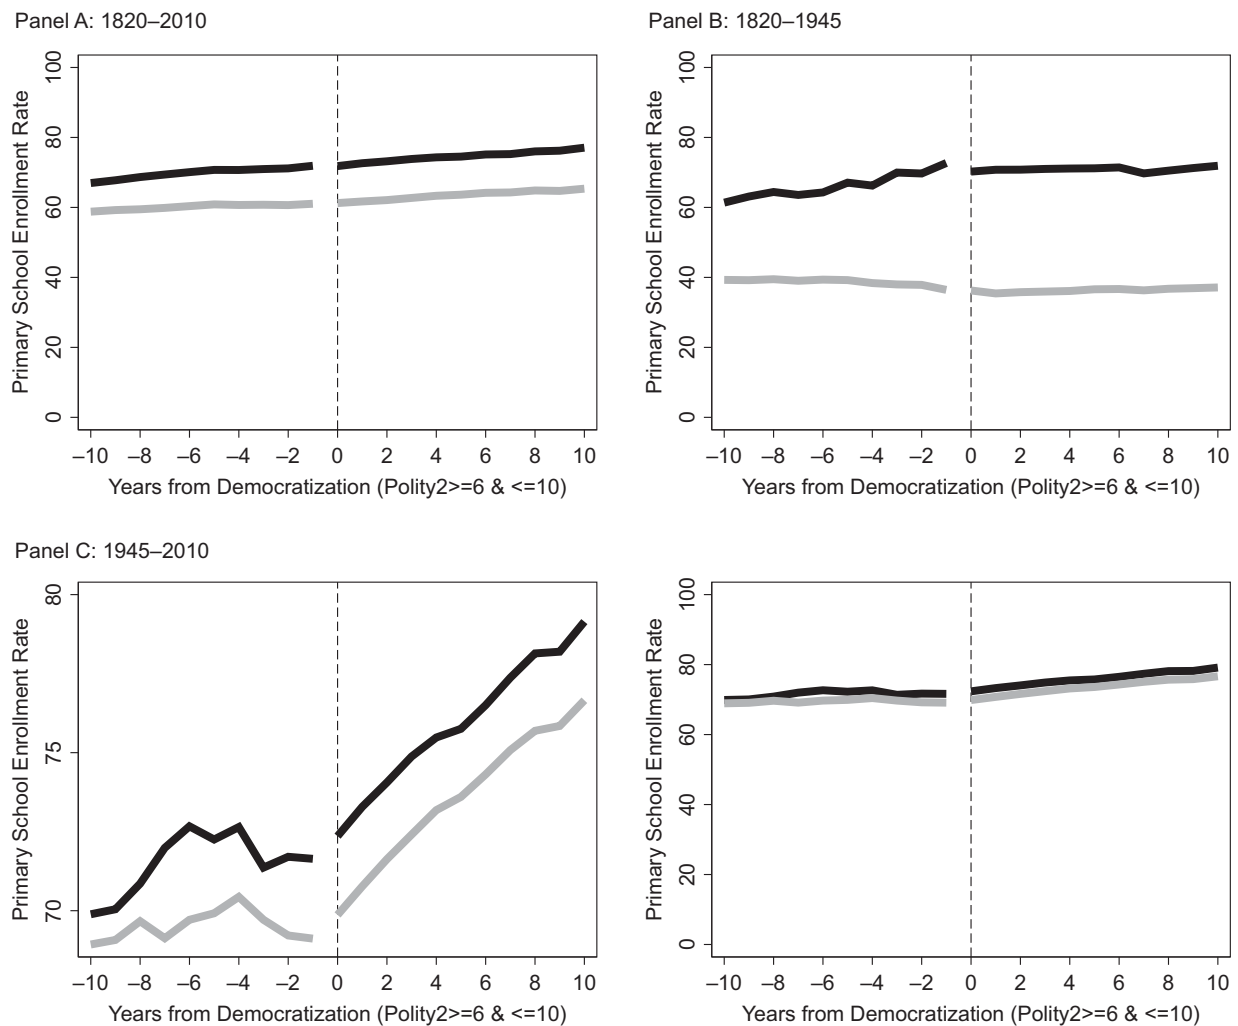 Panel A: 1820–2010
Primary School Enrollment Rate
100
80
60
40
20
0
–10 –8 –6 –4 –2 0 2 4 6 8 10
Years from Democratization (Polity2>=6 & <=10)
Panel B: 1820–1945
Primary School Enrollment Rate
100
80
60
40
20
0
–10 –8 –6 –4 –2 0 2 4 6 8 10
Years from Democratization (Polity2>=6 & <=10)
Panel C: 1945–2010
Primary School Enrollment Rate
80
75
70
–10 –8 –6 –4 –2 0 2 4 6 8 10
Years from Democratization (Polity2>=6 & <=10)
Primary School Enrollment Rate
100
80
60
40
20
0
–10 –8 –6 –4 –2 0 2 4 6 8 10
Years from Democratization (Polity2>=6 & <=10)